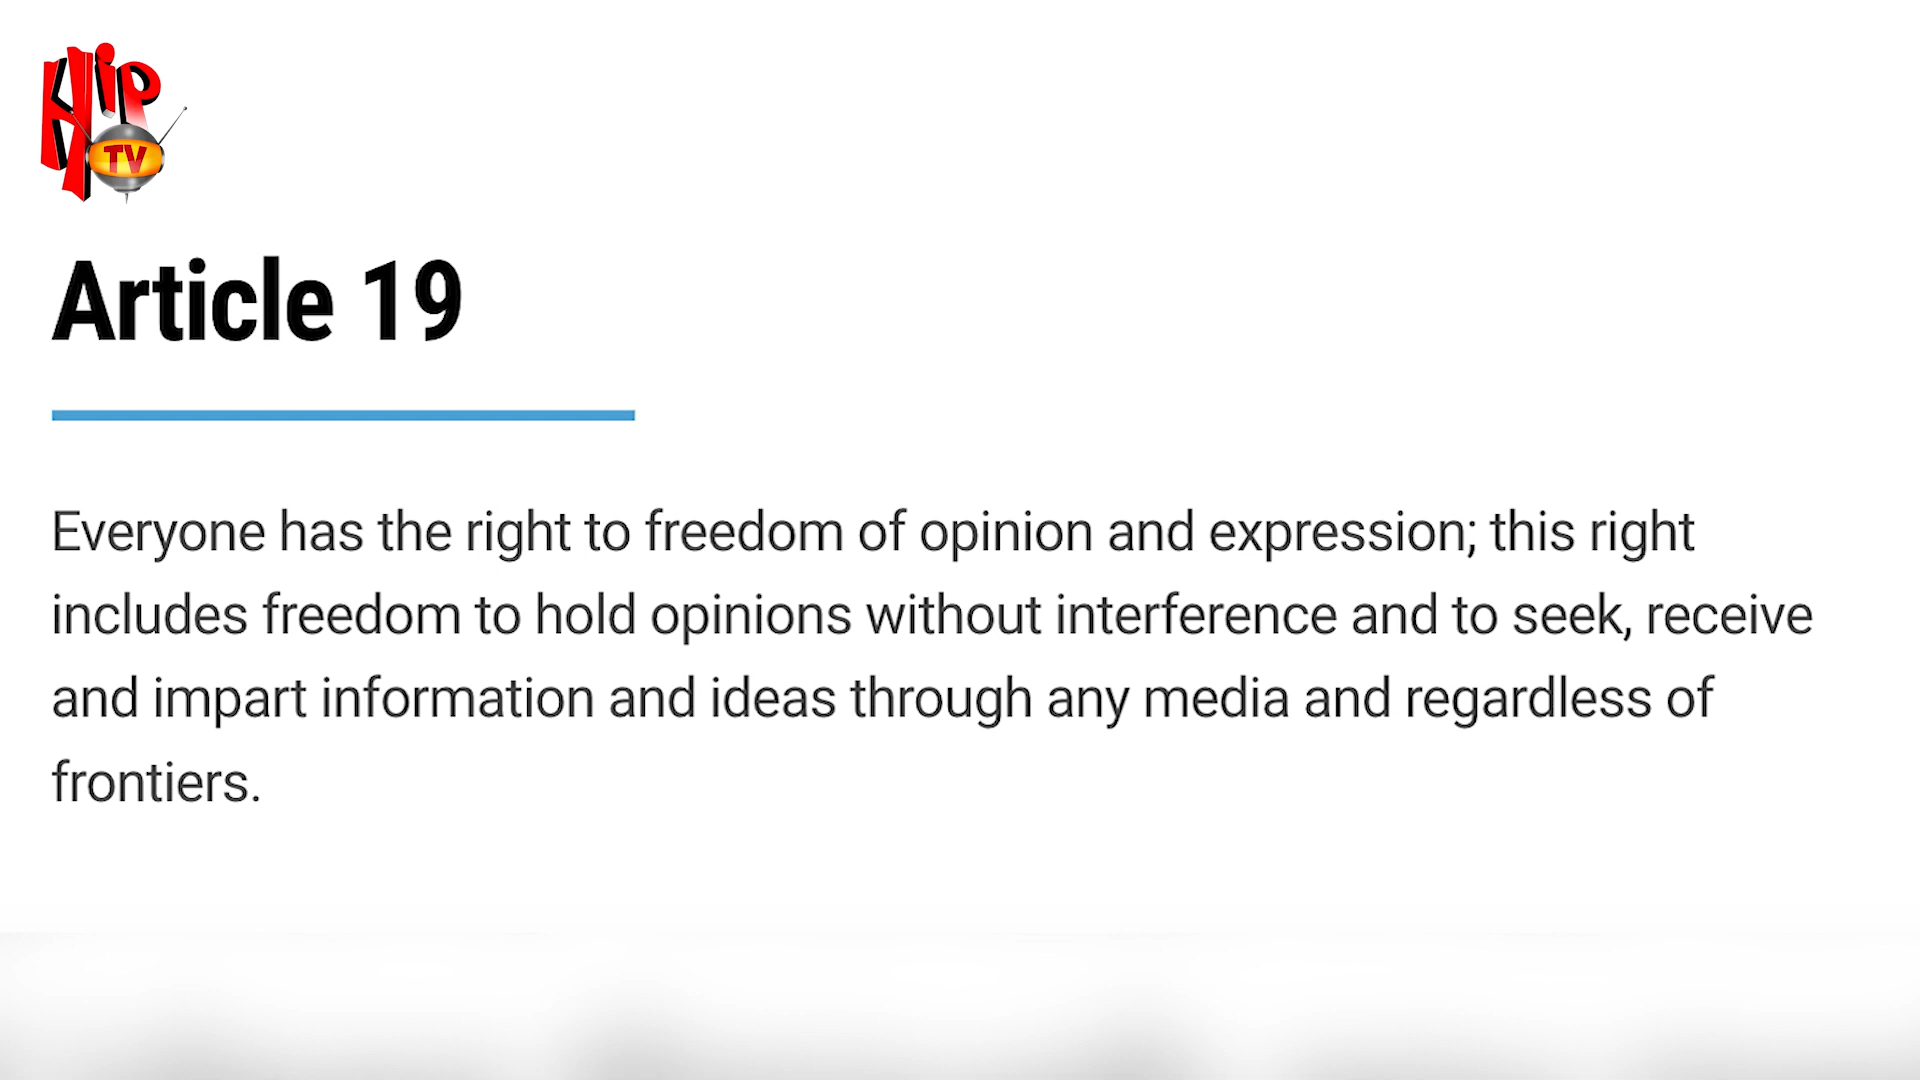 Hip
TV
Article 19
Everyone has the right to freedom of opinion and expression; this right
includes freedom to hold opinions without interference and to seek, receive
and impart information and ideas through any media and regardless of
frontiers.